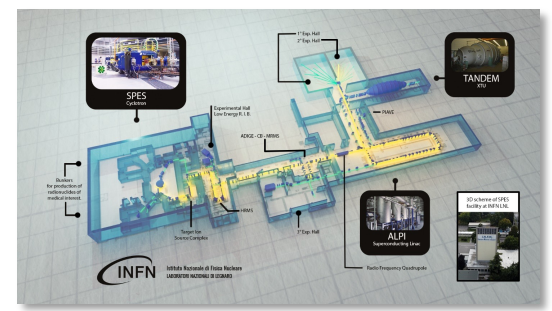 1° Exp. Hall
2° Exp. Hall
SPES
Cyclotron
TANDEM
XTU
Experimental Hall
Low Energy R. I. B.
PIAVE
ADIGE - CB - MRMS
Bunkers
for production of
radionuclides of
medical interest.
Target Ion
Source Complex
HRMS
3° Exp. Hall
ALPI
Superconducting Linac
3D scheme of SPES
facility at INFN LNL
Radio-Frequency Quadrupole
INFN
Istituto Nazionale di Fisica Nucleare
LABORATORI NAZIONALI DI LEGNARO